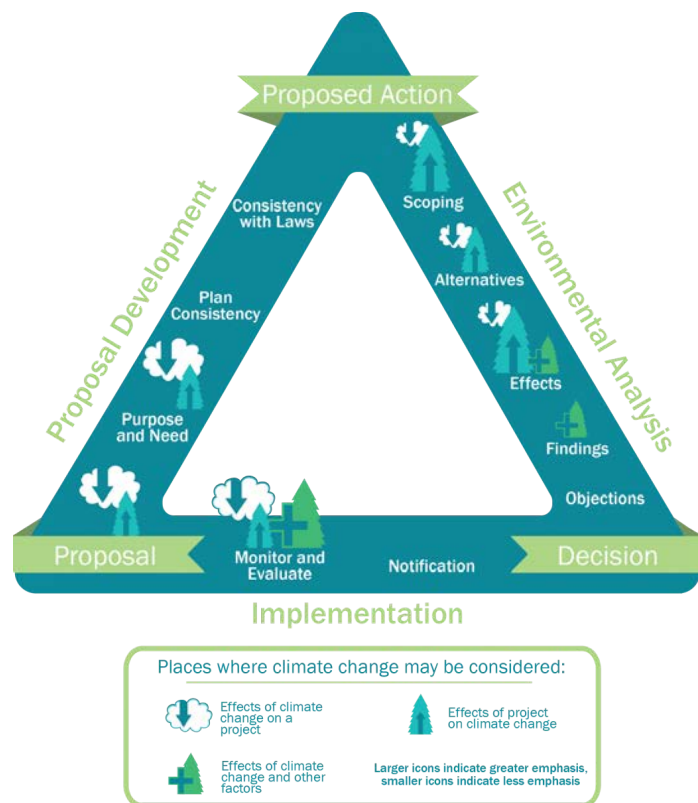 Proposed Action
Proposal Development
Environmental Analysis
Consistency
with Laws
Scoping
Alternatives
Plan
Consistency
Effects
Purpose
and Need
Findings
Objections
Proposal
Monitor and
Evaluate
Notification
Decision
Implementation
Places where climate change may be considered:
Effects of climate
change on a
project
Effects of project
on climate change
Effects of climate
change and other
factors
Larger icons indicate greater emphasis,
smaller icons indicate less emphasis